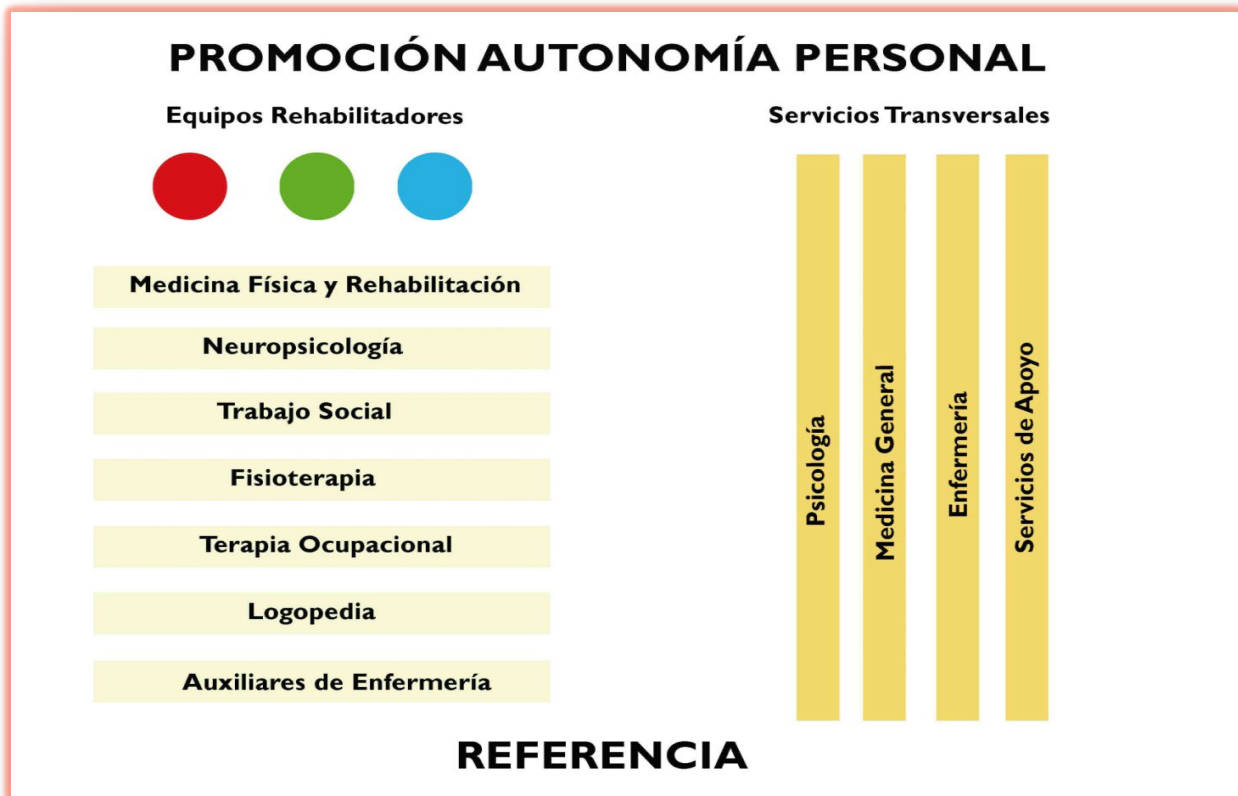 PROMOCIÓN AUTONOMÍA PERSONAL
Equipos Rehabilitadores
Medicina Física y Rehabilitación
Neuropsicología
Trabajo Social
Fisioterapia
Terapia Ocupacional
Logopedia
Auxiliares de Enfermería
Servicios Transversales
Psicología
Medicina General
Enfermería
Servicios de Apoyo
REFERENCIA